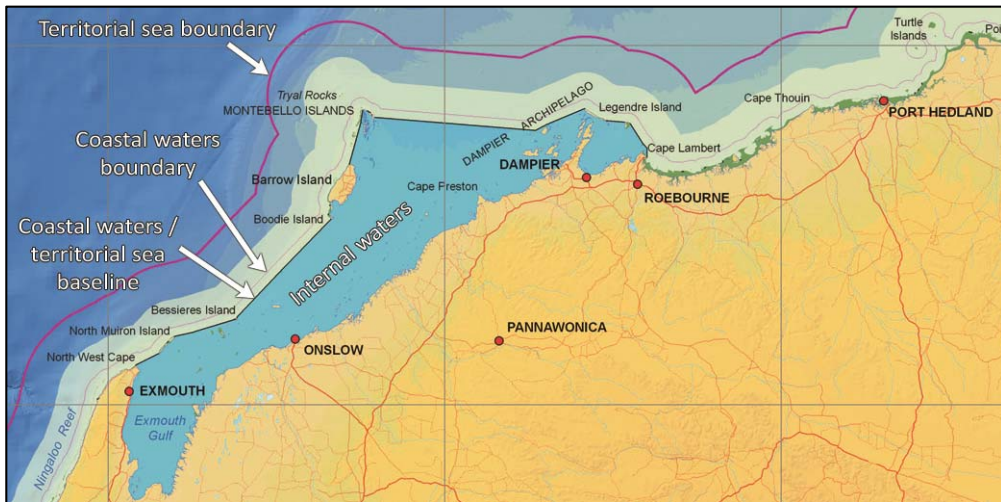 Territorial sea boundary
Turtle
Islands
Tryal Rocks
MONTEBELLO ISLANDS
DAMPIER ARCHIPELAGO
Legendre Island
Cape Thouin
PORT HEDLAND
Coastal waters
boundary
Cape Lambert
DAMPIER
Barrow Island
Cape Preston
ROEBOURNE
Boodie Island
Coastal waters /
territorial sea
baseline
Internal waters
Bessieres Island
North Muiron Island
PANNAWONICA
ONSLOW
North West Cape
EXMOUTH
Exmouth
Gulf
Ningaloo Reef